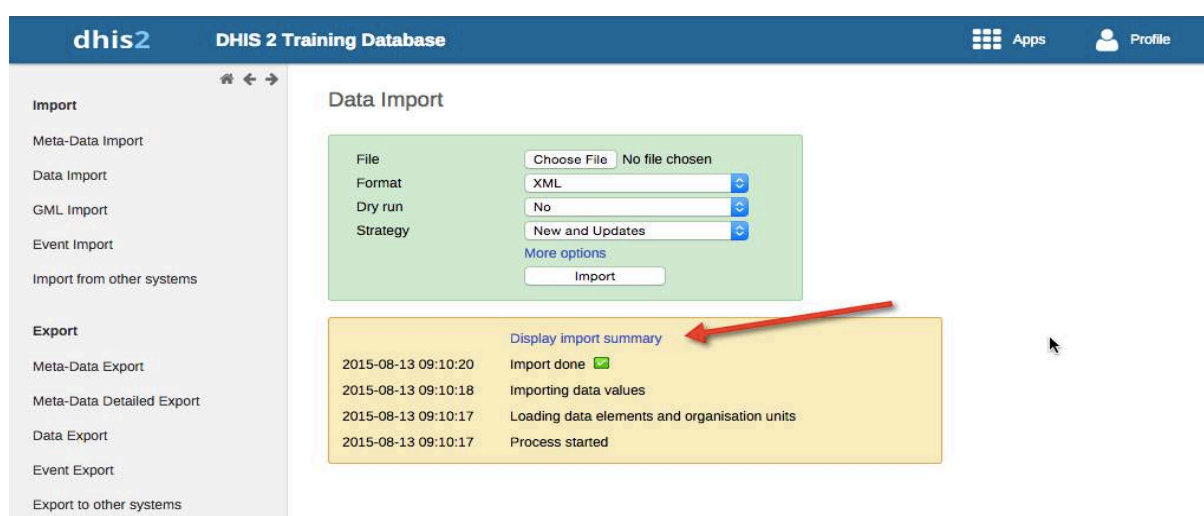 dhis2 DHIS 2 Training Database Apps Profile
Import
Meta-Data Import
Data Import
GML Import
Event Import
Import from other systems
Export
Meta-Data Export
Meta-Data Detailed Export
Data Export
Event Export
Export to other systems
Data Import
File Choose File No file chosen
Format XML
Dry run No
Strategy New and Updates
More options
Import
Display import summary
2015-08-13 09:10:20 Import done
2015-08-13 09:10:18 Importing data values
2015-08-13 09:10:17 Loading data elements and organisation units
2015-08-13 09:10:17 Process started